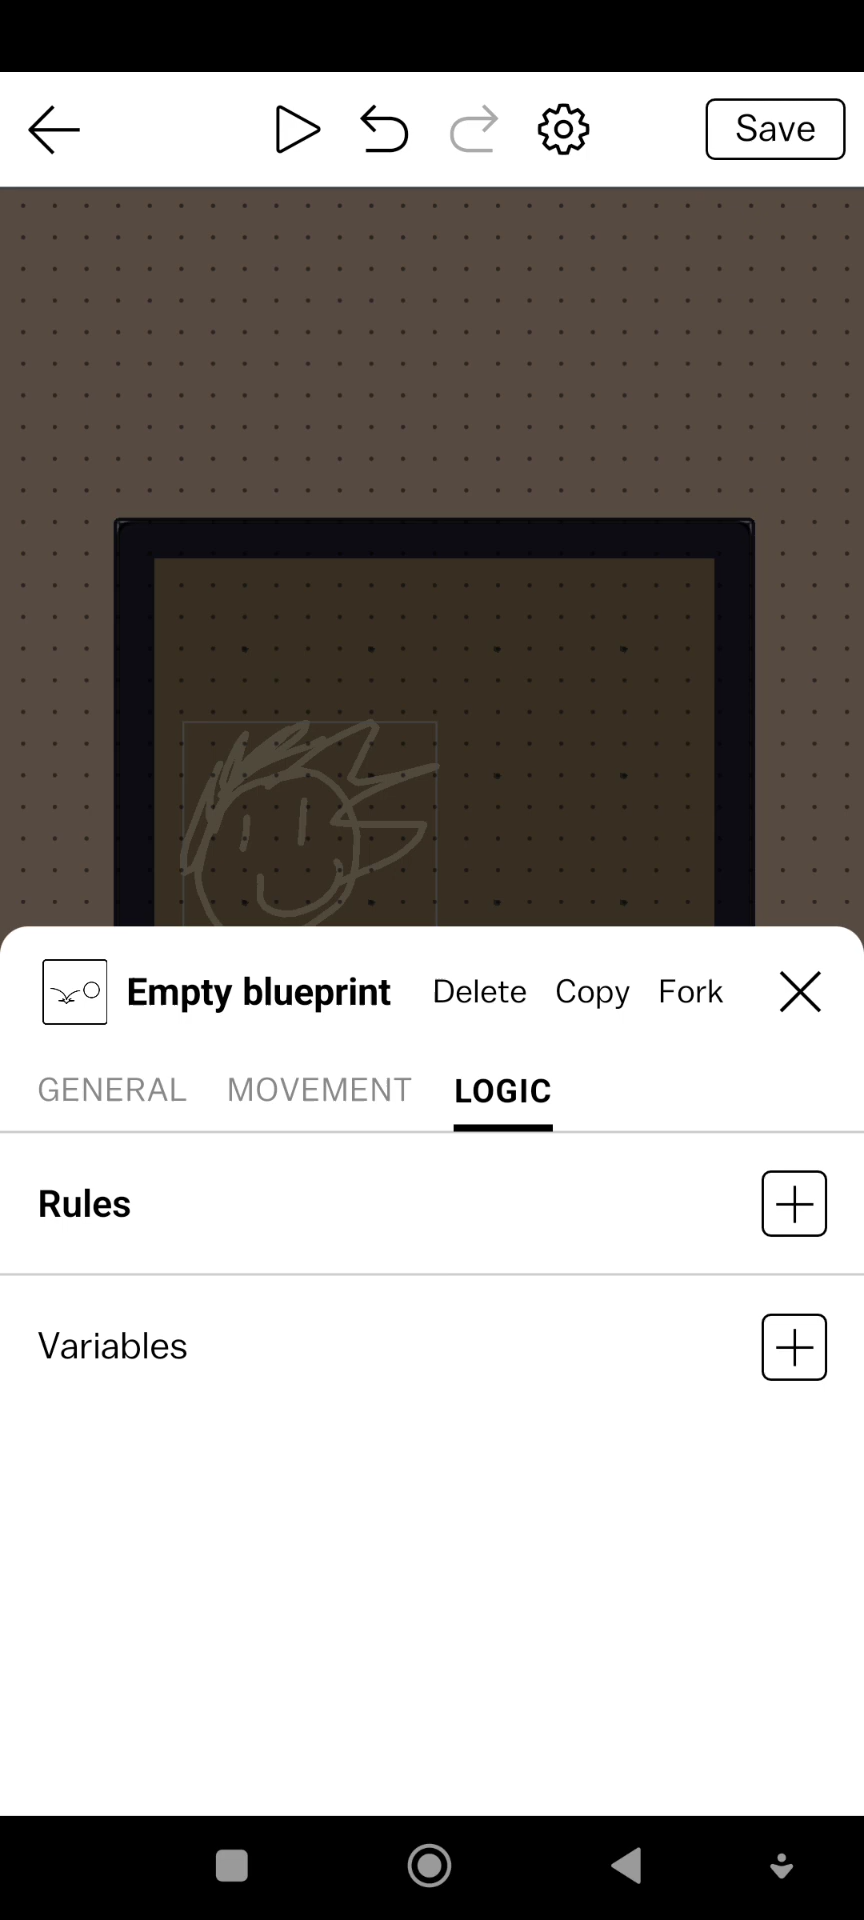 Save
Empty blueprint Delete Copy Fork
GENERAL MOVEMENT LOGIC
Rules
Variables